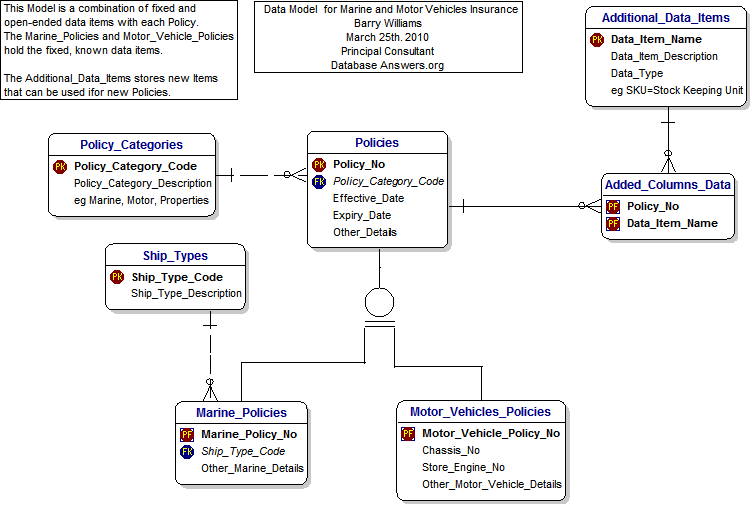 This Model is a combination of fixed and
open-ended data items with each Policy.
The Marine_Policies and Motor_Vehicle_Policies
hold the fixed, known data items.
The Additional_Data_Items stores new Items
that can be used ifor new Policies.
Data Model for Marine and Motor Vehicles Insurance
Barry Williams
March 25th. 2010
Principal Consultant
Database Answers.org
Additional_Data_Items
PK Data_Item_Name
Data_Item_Description
Data_Type
eg SKU=Stock Keeping Unit
Policy_Categories
PK Policy_Category_Code
Policy_Category_Description
eg Marine, Motor, Properties
Policies
PK Policy_No
FK Policy_Category_Code
Effective_Date
Expiry_Date
Other_Details
Added_Columns_Data
PF Policy_No
PF Data_Item_Name
Ship_Types
PK Ship_Type_Code
Ship_Type_Description
Marine_Policies
PF Marine_Policy_No
FK Ship_Type_Code
Other_Marine_Details
Motor_Vehicles_Policies
PF Motor_Vehicle_Policy_No
Chassis_No
Store_Engine_No
Other_Motor_Vehicle_Details